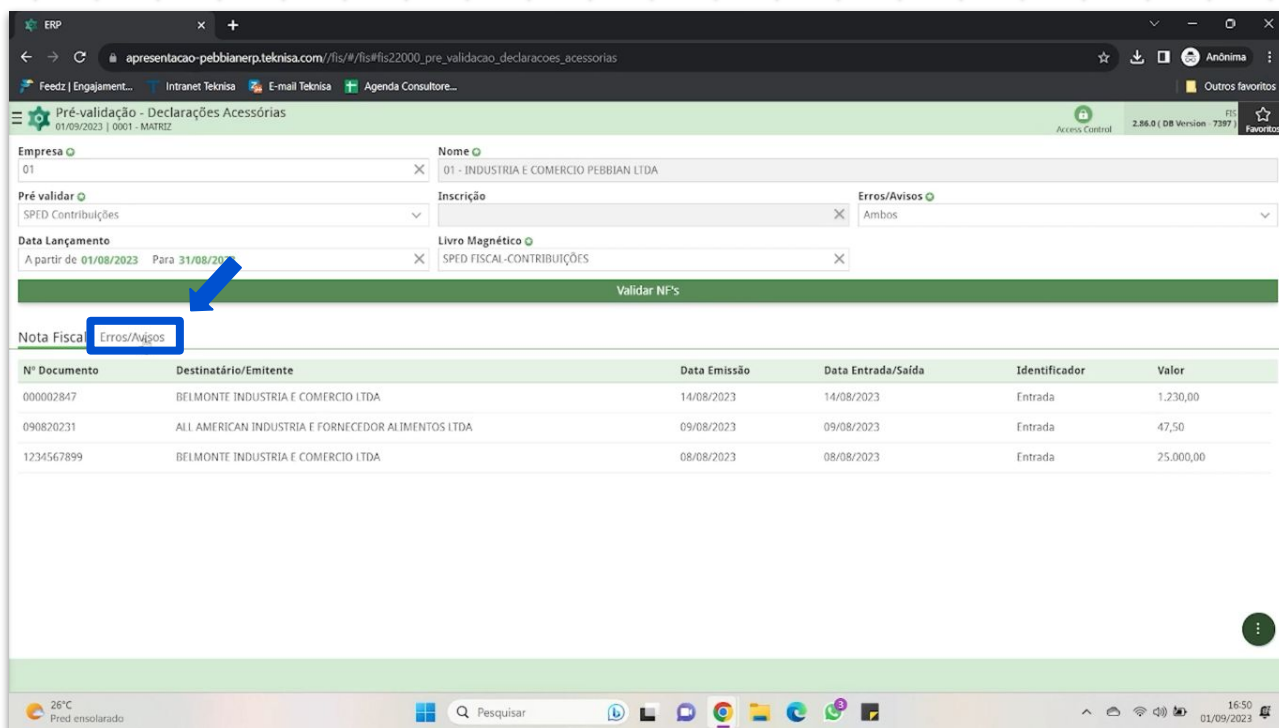 ERP
apresentacao-pebbianerp.teknisa.com//fis/#/fis#fis22000_pre_validacao_declaracoes_acessorias
Anônima
Feedz | Engajament... Intranet Teknisa E-mail Teknisa Agenda Consultore... Outros favoritos
Pré-validação - Declarações Acessórias
01/09/2023 | 0001 - MATRIZ
Access Control
FIS
2.86.0 ( DB Version - 7397 )
Favoritos
Empresa Nome
01 01 - INDUSTRIA E COMERCIO PEBBIAN LTDA
Pré validar Inscrição Erros/Avisos
SPED Contribuições Ambos
Data Lançamento Livro Magnético
A partir de 01/08/2023 Para 31/08/2023 SPED FISCAL-CONTRIBUIÇÕES
Validar NF's
Nota Fiscal Erros/Avisos
Nº Documento Destinatário/Emitente Data Emissão Data Entrada/Saída Identificador Valor
000002847 BELMONTE INDUSTRIA E COMERCIO LTDA 14/08/2023 14/08/2023 Entrada 1.230,00
090820231 ALL AMERICAN INDUSTRIA E FORNECEDOR ALIMENTOS LTDA 09/08/2023 09/08/2023 Entrada 47,50
1234567899 BELMONTE INDUSTRIA E COMERCIO LTDA 08/08/2023 08/08/2023 Entrada 25.000,00
26°C
Pred ensolarado
Pesquisar
3
16:50
01/09/2023